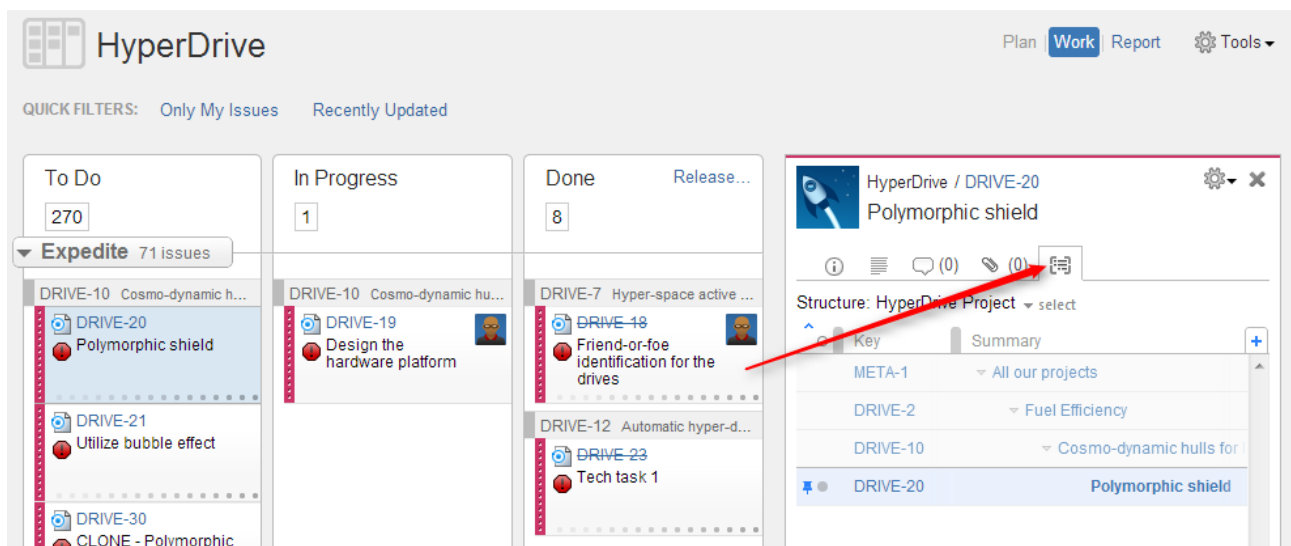 HyperDrive
Plan | Work | Report Tools
QUICK FILTERS: Only My Issues Recently Updated
To Do
270
In Progress
1
Done Release...
8
Expedite 71 issues
DRIVE-10 Cosmo-dynamic h...
DRIVE-20
Polymorphic shield
DRIVE-21
Utilize bubble effect
DRIVE-30
CLONE - Polymorphic
DRIVE-10 Cosmo-dynamic hu...
DRIVE-19
Design the
hardware platform
DRIVE-7 Hyper-space active ...
DRIVE-18
Friend-or-foe
identification for the
drives
DRIVE-12 Automatic hyper-d...
DRIVE-23
Tech task 1
HyperDrive / DRIVE-20
Polymorphic shield
(0) (0)
Structure: HyperDrive Project select
Key Summary +
META-1 All our projects
DRIVE-2 Fuel Efficiency
DRIVE-10 Cosmo-dynamic hulls for
DRIVE-20 Polymorphic shield